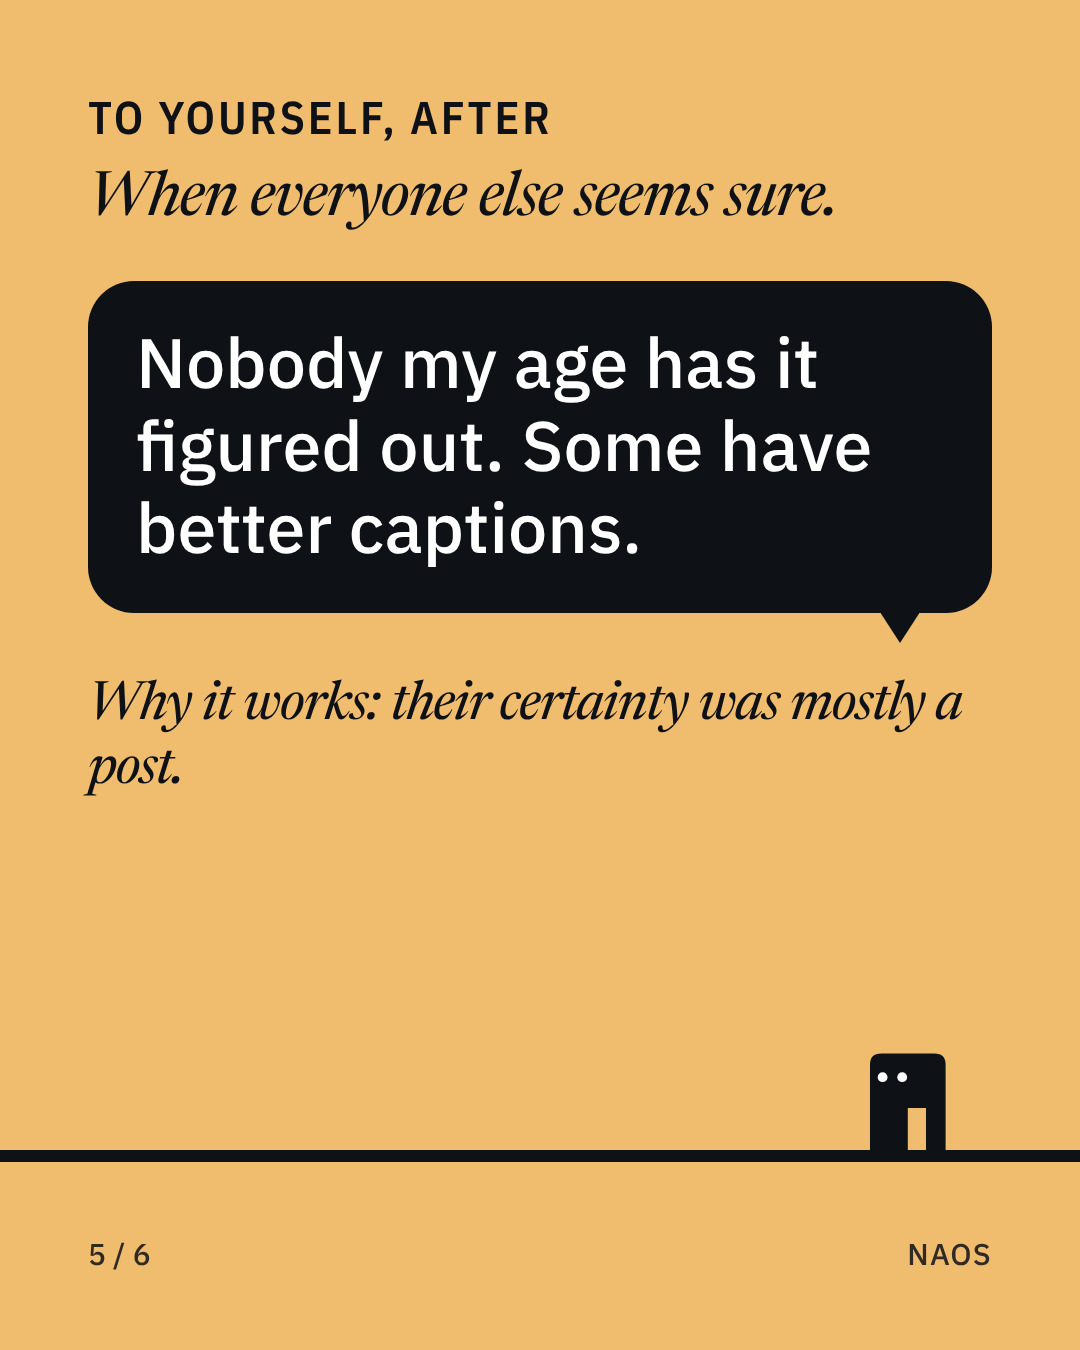 TO YOURSELF, AFTER
When everyone else seems sure.
Nobody my age has it
figured out. Some have
better captions.
Why it works: their certainty was mostly a
post.
5 / 6
NAOS